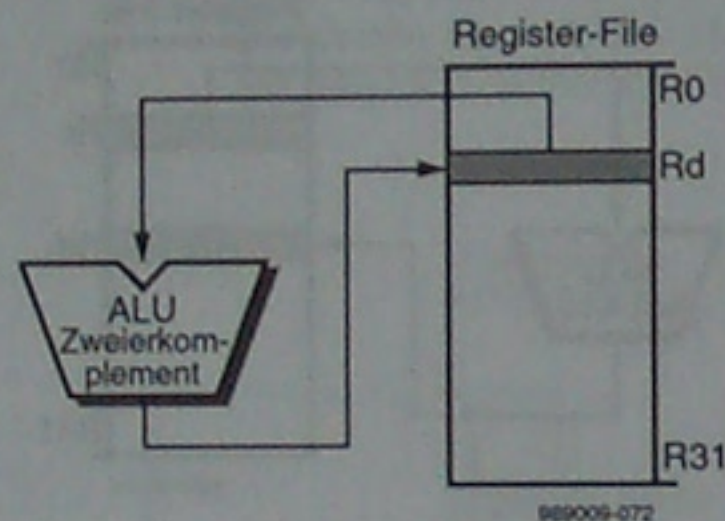 Register-File
R0
Rd
ALU
Zweierkom-
plement
R31
989009-072